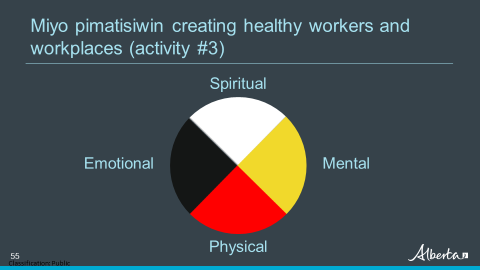 Miyo pimatisiwin creating healthy workers and
workplaces (activity #3)
Spiritual
Emotional
Mental
Physical
55
Classification: Public
Alberta